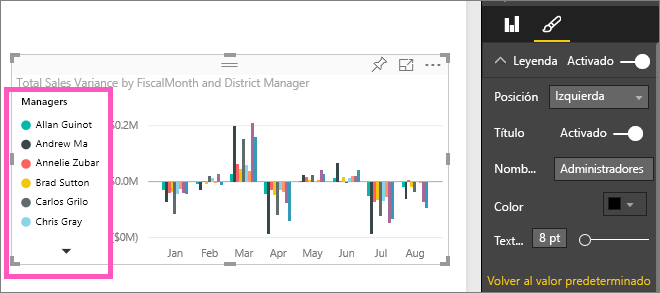 Total Sales Variance by FiscalMonth and District Manager
Managers
Allan Guinot
Andrew Ma
Annelie Zubar
Brad Sutton
Carlos Grilo
Chris Gray
$0.2M
$0.0M
($0M)
Jan Feb Mar Apr May Jun Jul Aug
Leyenda Activado
Posición Izquierda
Título Activado
Nomb... Administradores
Color
Text... 8 pt
Volver al valor predeterminado